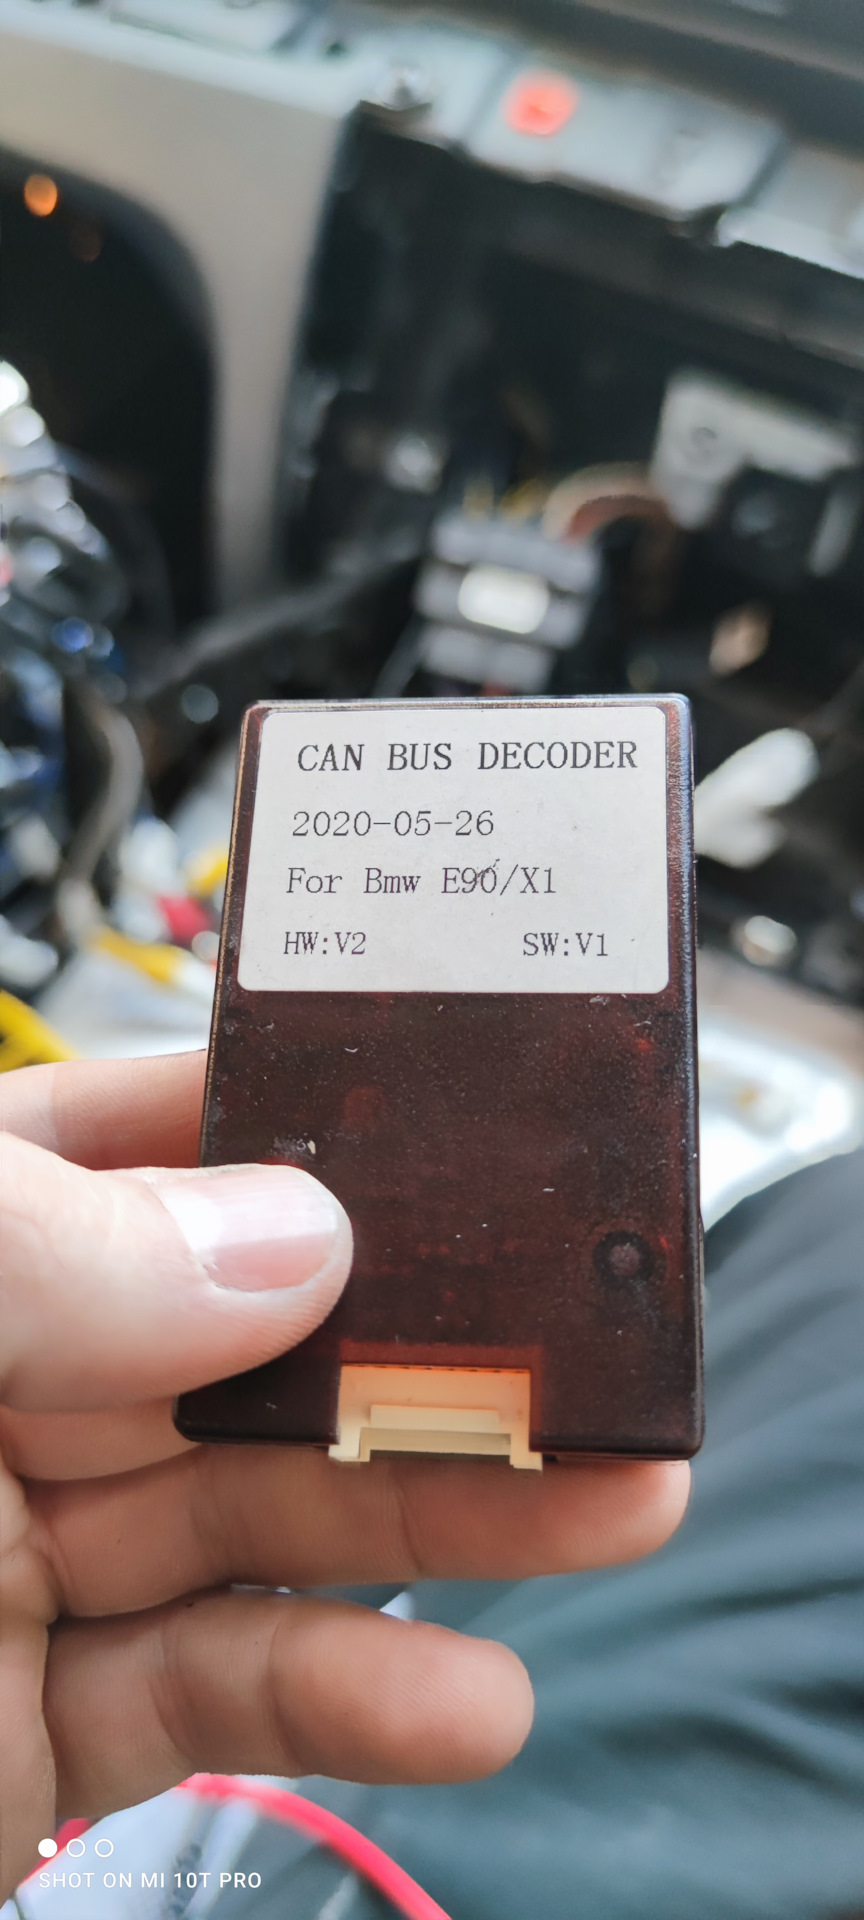 CAN BUS DECODER
2020-05-26
For Bmw E90/X1
HW:V2 SW:V1
SHOT ON MI 10T PRO